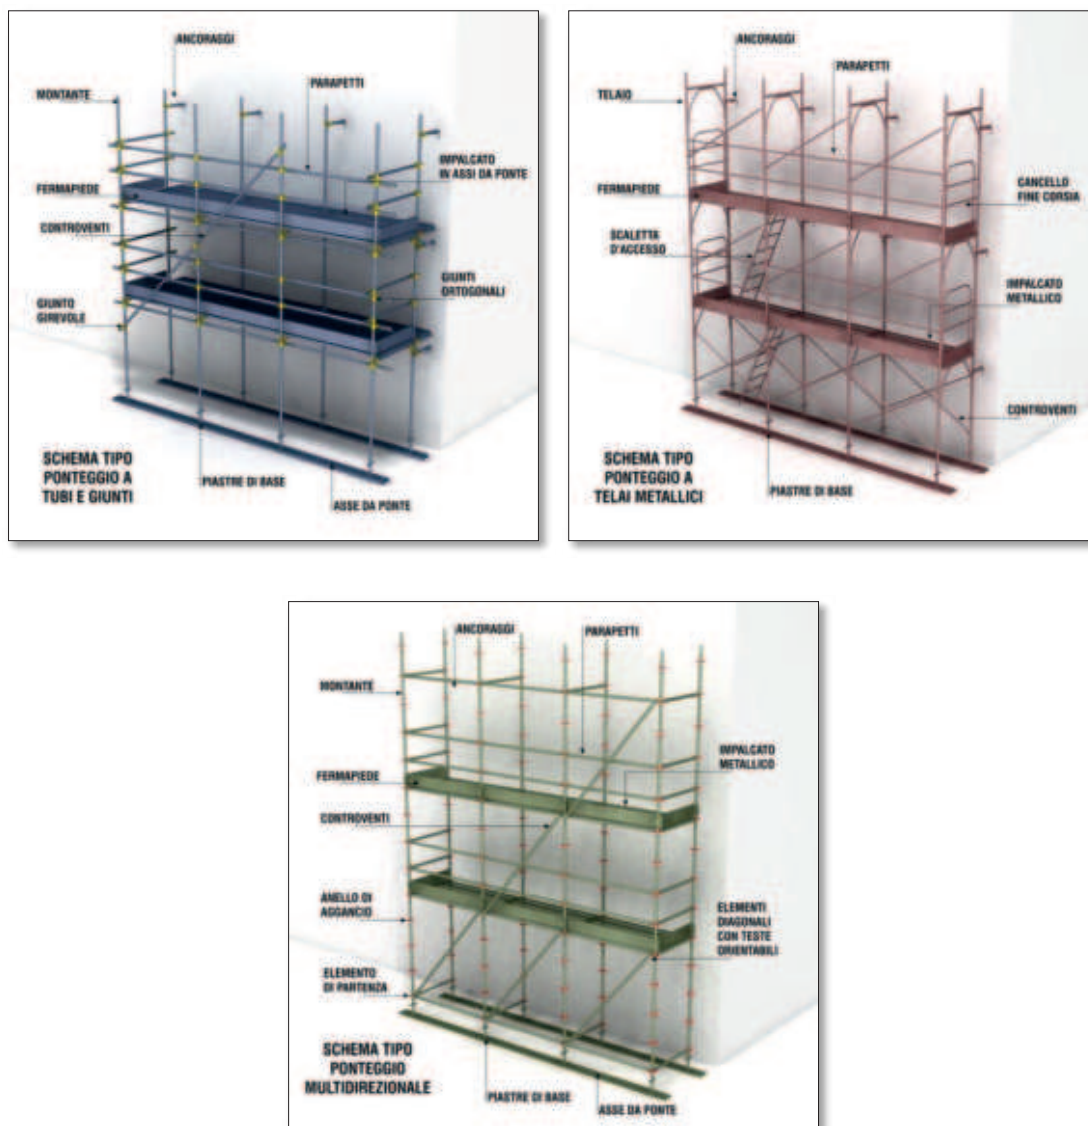 ANCORAGGI
MONTANTE
PARAPETTI
IMPALCATO
IN ASSI DA PONTE
FERMAPIEDE
CONTROVENTI
GIUNTI
ORTOGONALI
GIUNTO
GIREVOLE
SCHEMA TIPO
PONTEGGIO A
TUBI E GIUNTI
PIASTRE DI BASE
ASSE DA PONTE
ANCORAGGI
TELAIO
PARAPETTI
FERMAPIEDE
CANCELLO
FINE CORSIA
SCALETTA
D'ACCESSO
IMPALCATO
METALLICO
CONTROVENTI
SCHEMA TIPO
PONTEGGIO A
TELAI METALLICI
PIASTRE DI BASE
ANCORAGGI
PARAPETTI
MONTANTE
IMPALCATO
METALLICO
FERMAPIEDE
CONTROVENTI
ANELLO DI
AGGANCIO
ELEMENTI
DIAGONALI
CON TESTE
ORIENTABILI
ELEMENTO
DI PARTENZA
SCHEMA TIPO
PONTEGGIO
MULTIDIREZIONALE
PIASTRE DI BASE
ASSE DA PONTE